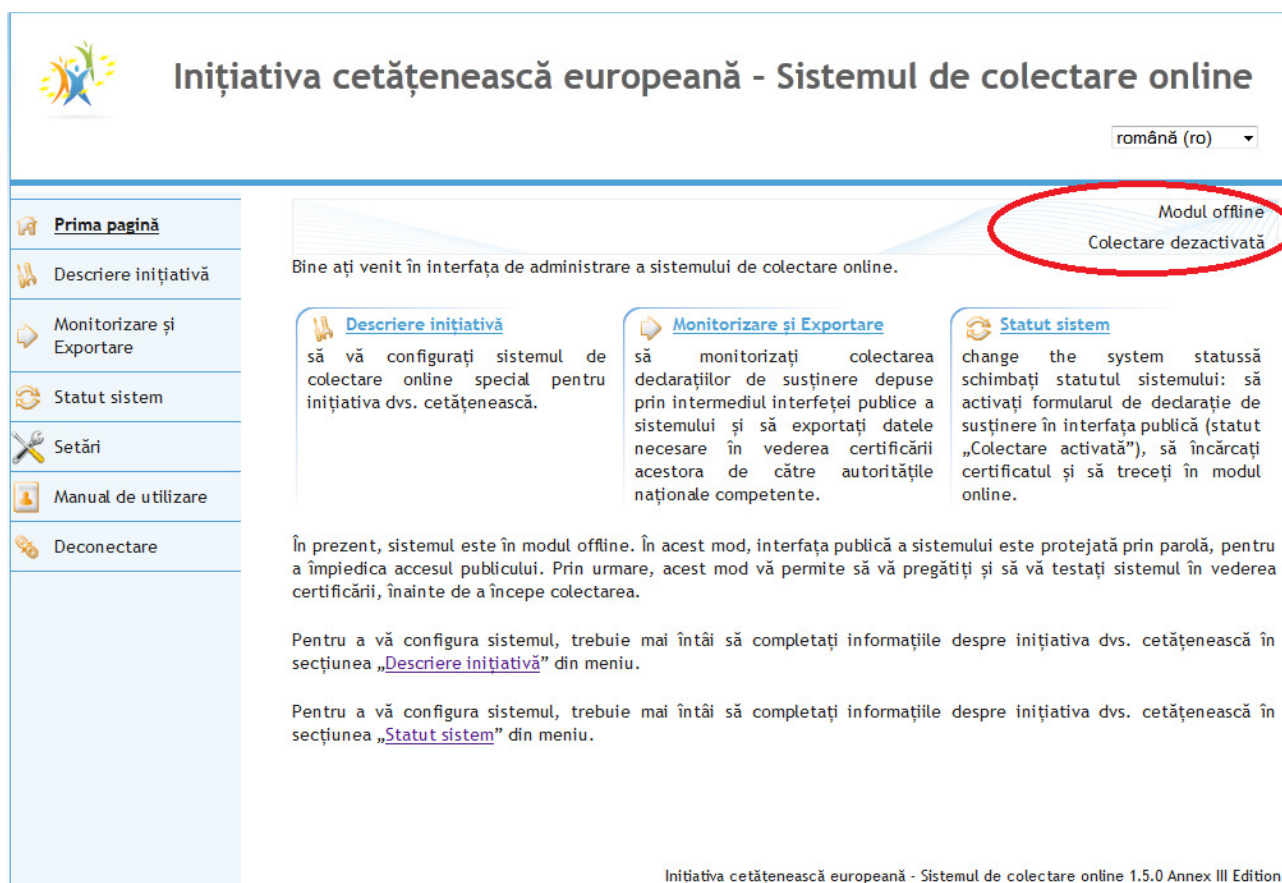 Inițiativa cetățenească europeană - Sistemul de colectare online
română (ro)
Prima pagină
Descriere inițiativă
Monitorizare și
Exportare
Statut sistem
Setări
Manual de utilizare
Deconectare
Modul offline
Colectare dezactivată
Bine ați venit în interfața de administrare a sistemului de colectare online.
Descriere inițiativă
să vă configurați sistemul de
colectare online special pentru
inițiativa dvs. cetățenească.
Monitorizare și Exportare
să monitorizați colectarea
declarațiilor de susținere depuse
prin intermediul interfeței publice a
sistemului și să exportați datele
necesare în vederea certificării
acestora de către autoritățile
naționale competente.
Statut sistem
change the system statussă
schimbați statutul sistemului: să
activați formularul de declarație de
susținere în interfața publică (statut
„Colectare activată”), să încărcați
certificatul și să treceți în modul
online.
În prezent, sistemul este în modul offline. În acest mod, interfața publică a sistemului este protejată prin parolă, pentru
a împiedica accesul publicului. Prin urmare, acest mod vă permite să vă pregătiți și să vă testați sistemul în vederea
certificării, înainte de a începe colectarea.
Pentru a vă configura sistemul, trebuie mai întâi să completați informațiile despre inițiativa dvs. cetățenească în
secțiunea „Descriere inițiativă” din meniu.
Pentru a vă configura sistemul, trebuie mai întâi să completați informațiile despre inițiativa dvs. cetățenească în
secțiunea „Statut sistem” din meniu.
Inițiativa cetățenească europeană - Sistemul de colectare online 1.5.0 Annex III Edition